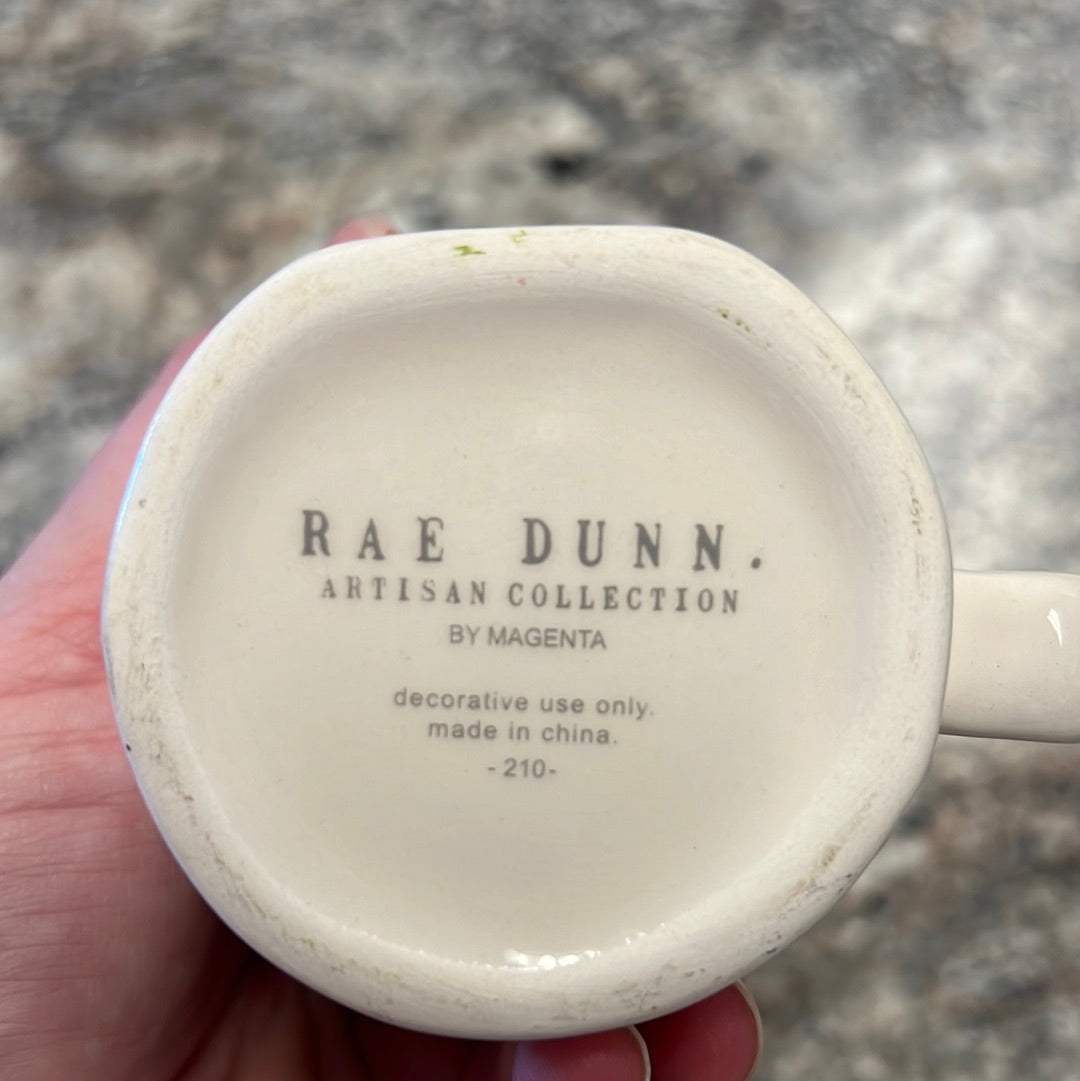 RAE DUNN.
ARTISAN COLLECTION
BY MAGENTA
decorative use only.
made in china.
- 210-